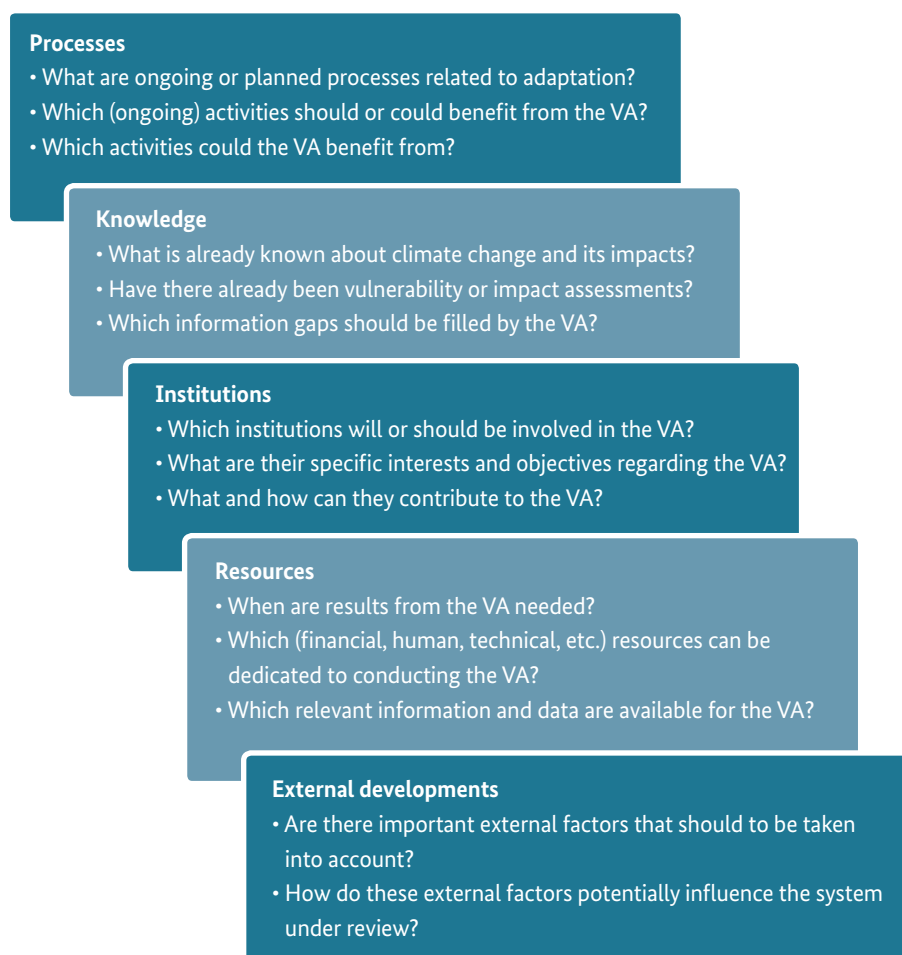 Processes
• What are ongoing or planned processes related to adaptation?
• Which (ongoing) activities should or could benefit from the VA?
• Which activities could the VA benefit from?
Knowledge
• What is already known about climate change and its impacts?
• Have there already been vulnerability or impact assessments?
• Which information gaps should be filled by the VA?
Institutions
• Which institutions will or should be involved in the VA?
• What are their specific interests and objectives regarding the VA?
• What and how can they contribute to the VA?
Resources
• When are results from the VA needed?
• Which (financial, human, technical, etc.) resources can be
dedicated to conducting the VA?
• Which relevant information and data are available for the VA?
External developments
• Are there important external factors that should to be taken
into account?
• How do these external factors potentially influence the system
under review?